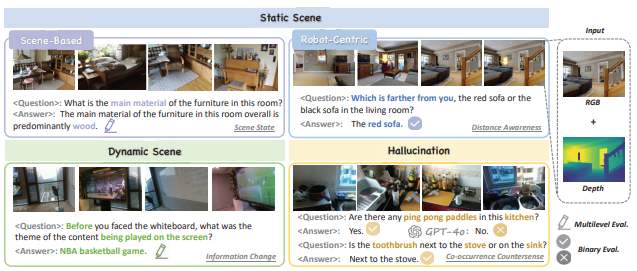 Static Scene
Scene-Based
<Question>: What is the main material of the furniture in this room?
<Answer>: The main material of the furniture in this room overall is
predominantly wood.
Scene State
Robot-Centric
<Question>: Which is farther from you, the red sofa or the
black sofa in the living room?
<Answer>: The red sofa.
Distance Awareness
Dynamic Scene
<Question>: Before you faced the whiteboard, what was the
theme of the content being played on the screen?
<Answer>: NBA basketball game.
Information Change
Hallucination
<Question>: Are there any ping pong paddles in this kitchen?
<Answer>: Yes. GPT-4o: No.
<Question>: Is the toothbrush next to the stove or on the sink?
<Answer>: Next to the stove.
Co-occurrence Countersense
Input
RGB
+
Depth
Multilevel Eval.
Binary Eval.